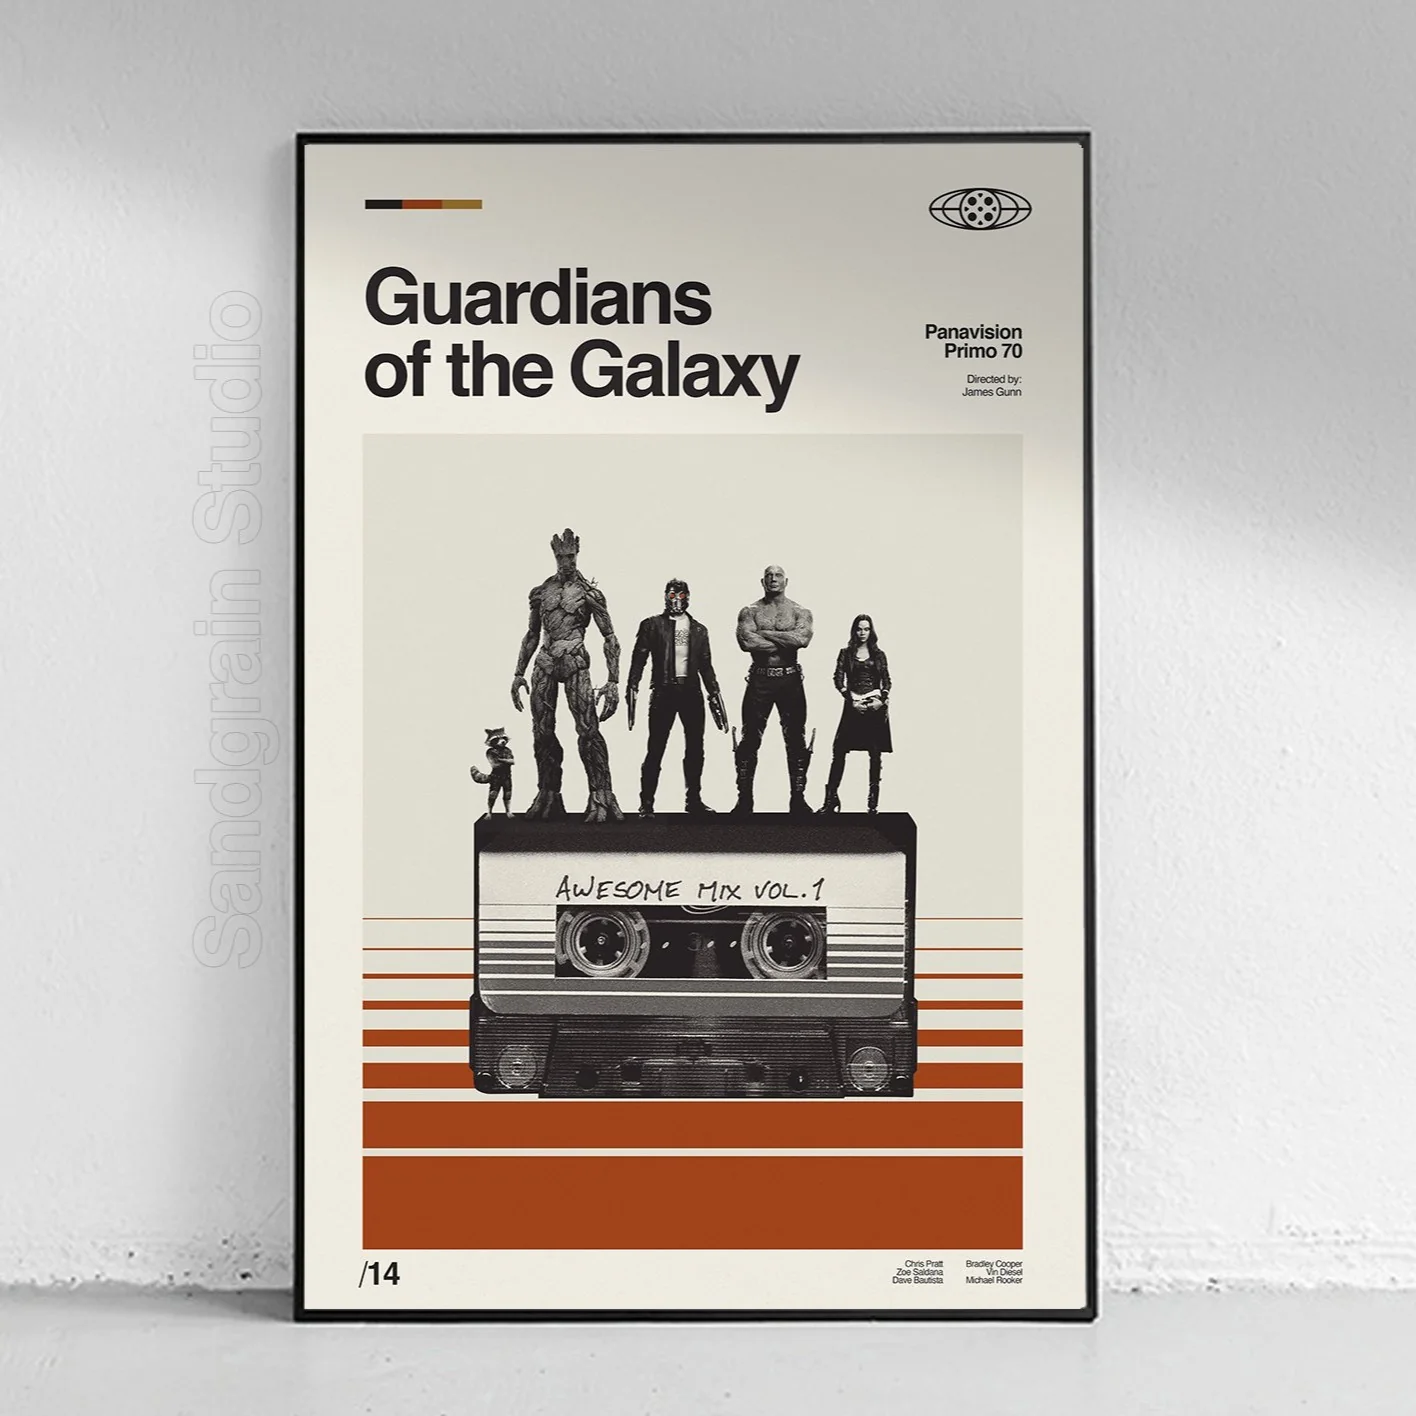 Guardians
of the Galaxy
Panavision
Primo 70
Directed by:
James Gunn
AWESOME MIX VOL.1
/14
Chris Pratt
Zoe Saldana
Dave Bautista
Bradley Cooper
Vin Diesel
Michael Rooker
Sandgrain Studio